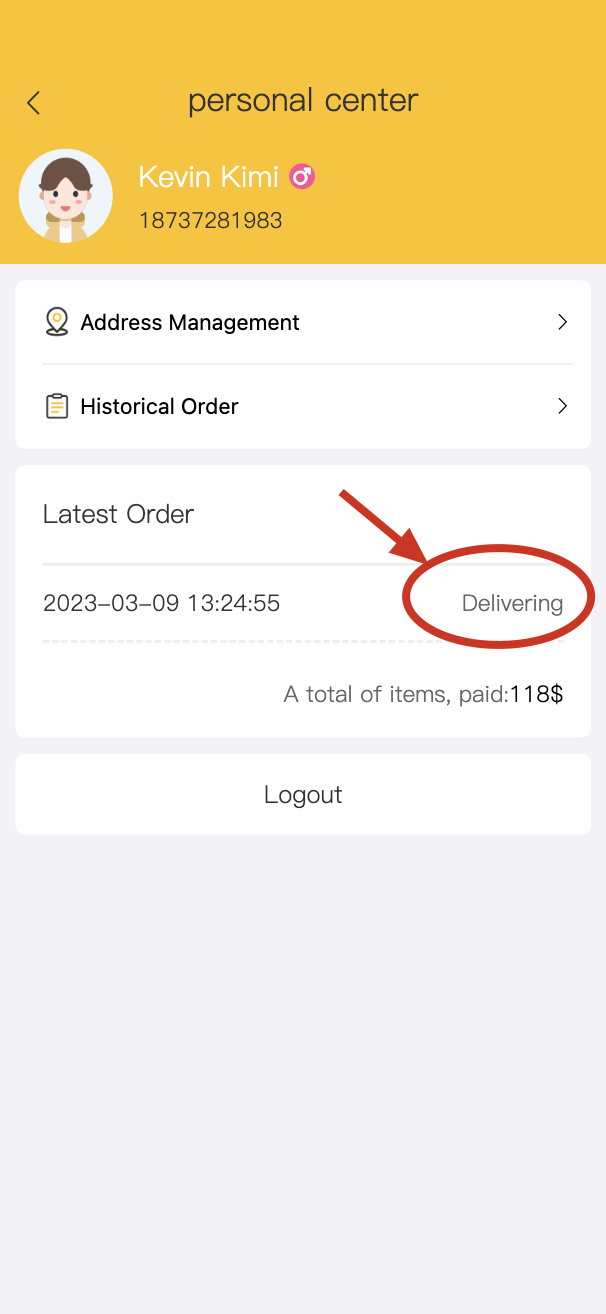 personal center
Kevin Kimi
18737281983
Address Management
Historical Order
Latest Order
2023-03-09 13:24:55 Delivering
A total of items, paid:118$
Logout